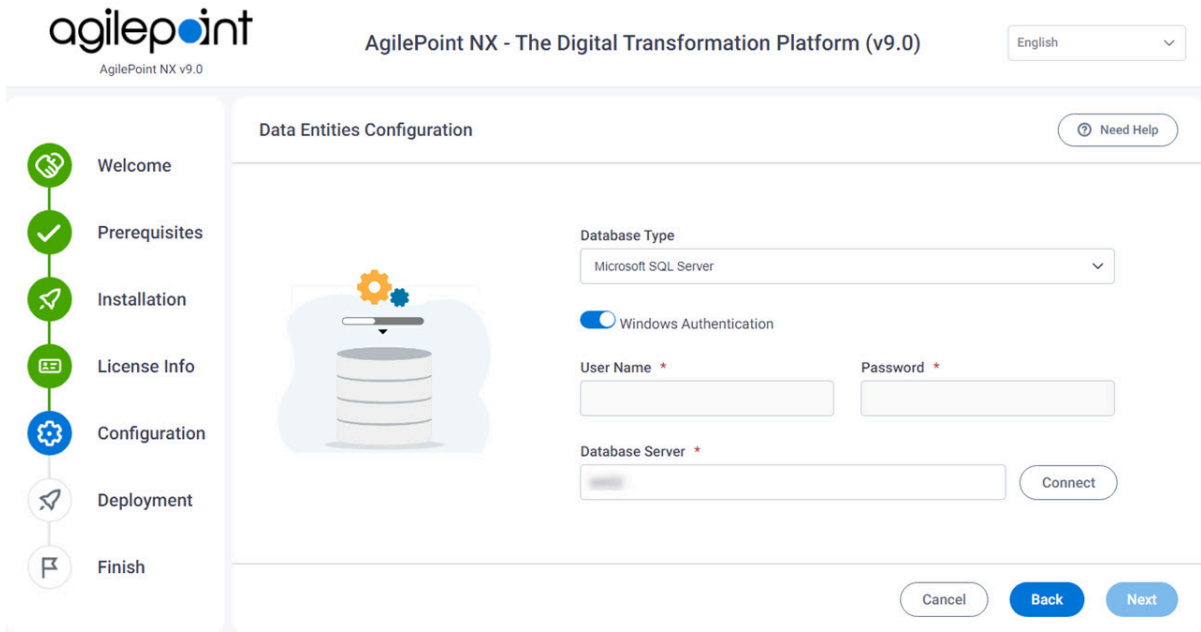 agilepoint
AgilePoint NX v9.0
AgilePoint NX - The Digital Transformation Platform (v9.0)
English
Welcome
Prerequisites
Installation
License Info
Configuration
Deployment
Finish
Data Entities Configuration
Need Help
Database Type
Microsoft SQL Server
Windows Authentication
User Name *
Password *
Database Server *
Connect
Cancel
Back
Next